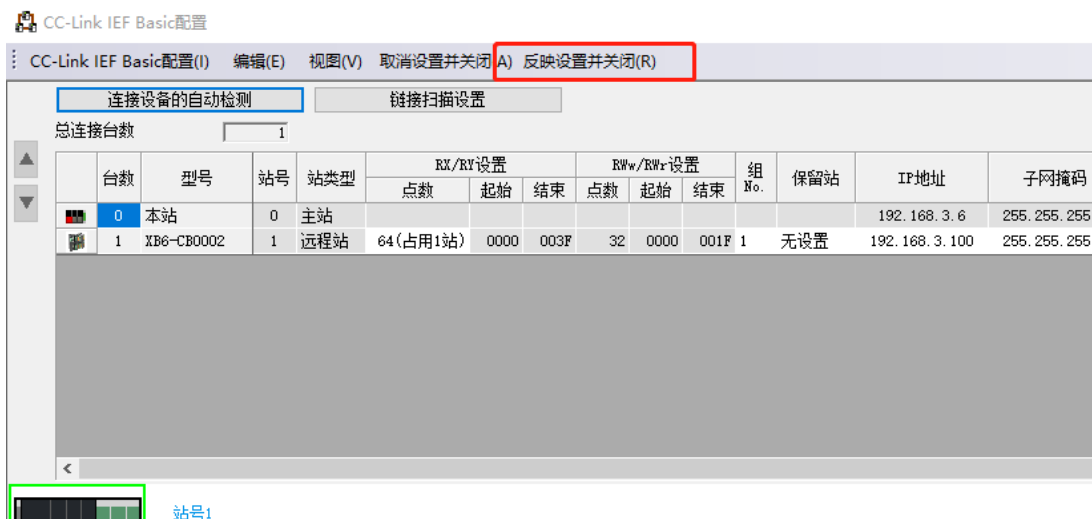 CC-Link IEF Basic配置
CC-Link IEF Basic配置(I) 编辑(E) 视图(V) 取消设置并关闭(A) 反映设置并关闭(R)
连接设备的自动检测 链接扫描设置
总连接台数 1
台数 型号 站号 站类型 RX/RY设置 RWw/RWr设置 组No. 保留站 IP地址 子网掩码
点数 起始 结束 点数 起始 结束
0 本站 0 主站 192.168.3.6 255.255.255
1 XB6-CB0002 1 远程站 64(占用1站) 0000 003F 32 0000 001F 1 无设置 192.168.3.100 255.255.255
站号1